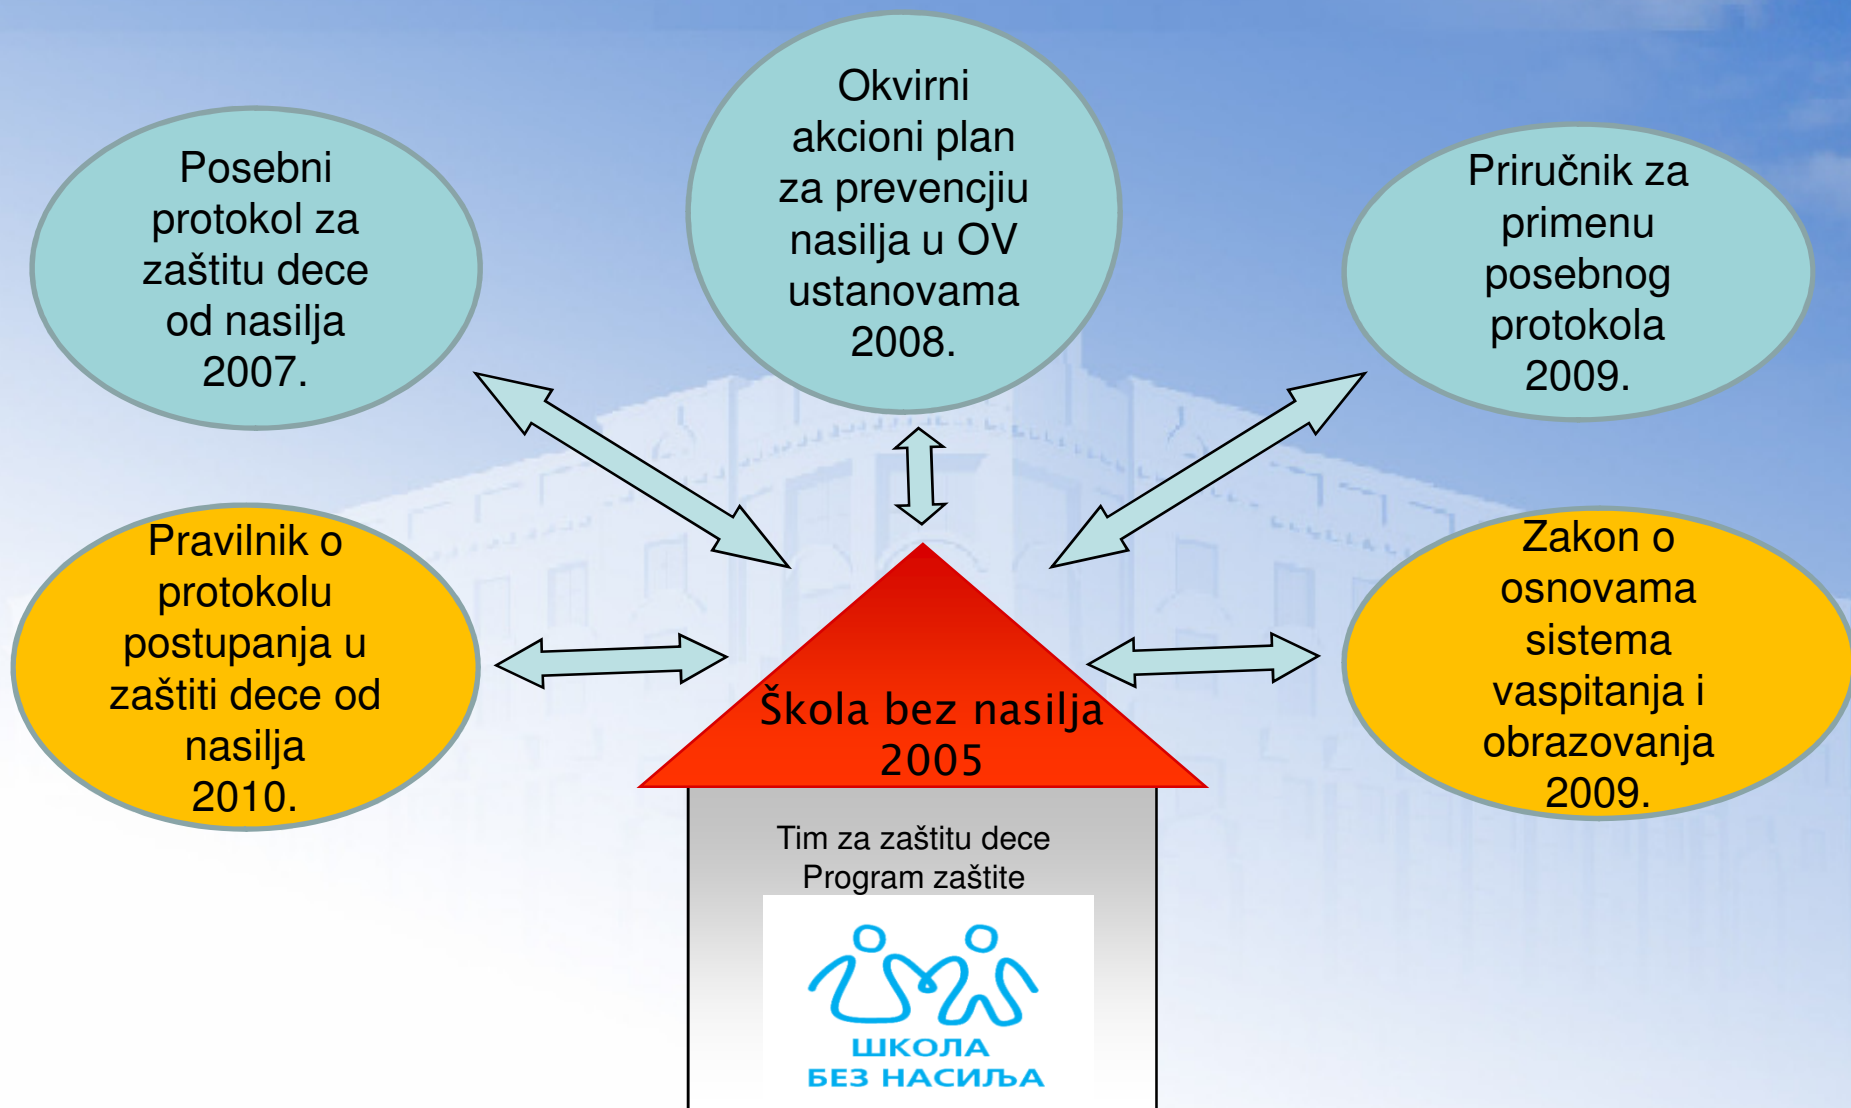 Posebni
protokol za
zaštitu dece
od nasilja
2007.
Okvirni
akcioni plan
za prevencjiu
nasilja u OV
ustanovama
2008.
Priručnik za
primenu
posebnog
protokola
2009.
Pravilnik o
protokolu
postupanja u
zaštiti dece od
nasilja
2010.
Škola bez nasilja
2005
Zakon o
osnovama
sistema
vaspitanja i
obrazovanja
2009.
Tim za zaštitu dece
Program zaštite
ШКОЛА
БЕЗ НАСИЉА